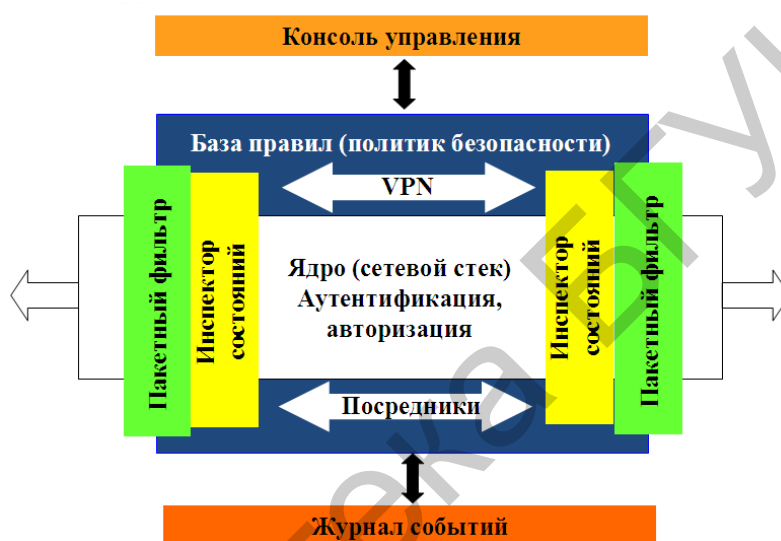 Консоль управления
База правил (политик безопасности)
VPN
Пакетный фильтр
Инспектор
состояний
Ядро (сетевой стек)
Аутентификация,
авторизация
Инспектор
состояний
Пакетный фильтр
Посредники
Журнал событий